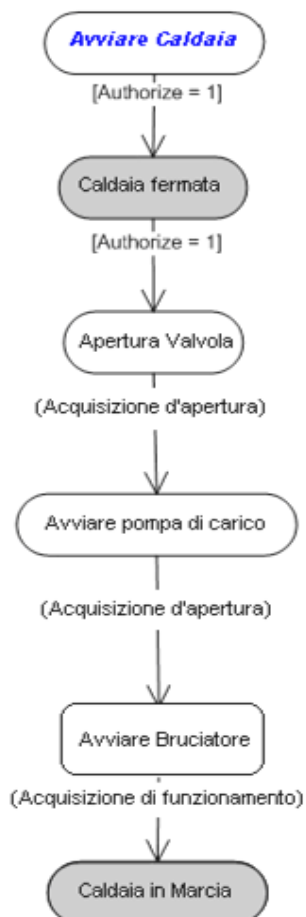 Avviare Caldaia
[Authorize = 1]
Caldaia fermata
[Authorize = 1]
Apertura Valvola
(Acquisizione d'apertura)
Avviare pompa di carico
(Acquisizione d'apertura)
Avviare Bruciatore
(Acquisizione di funzionamento)
Caldaia in Marcia